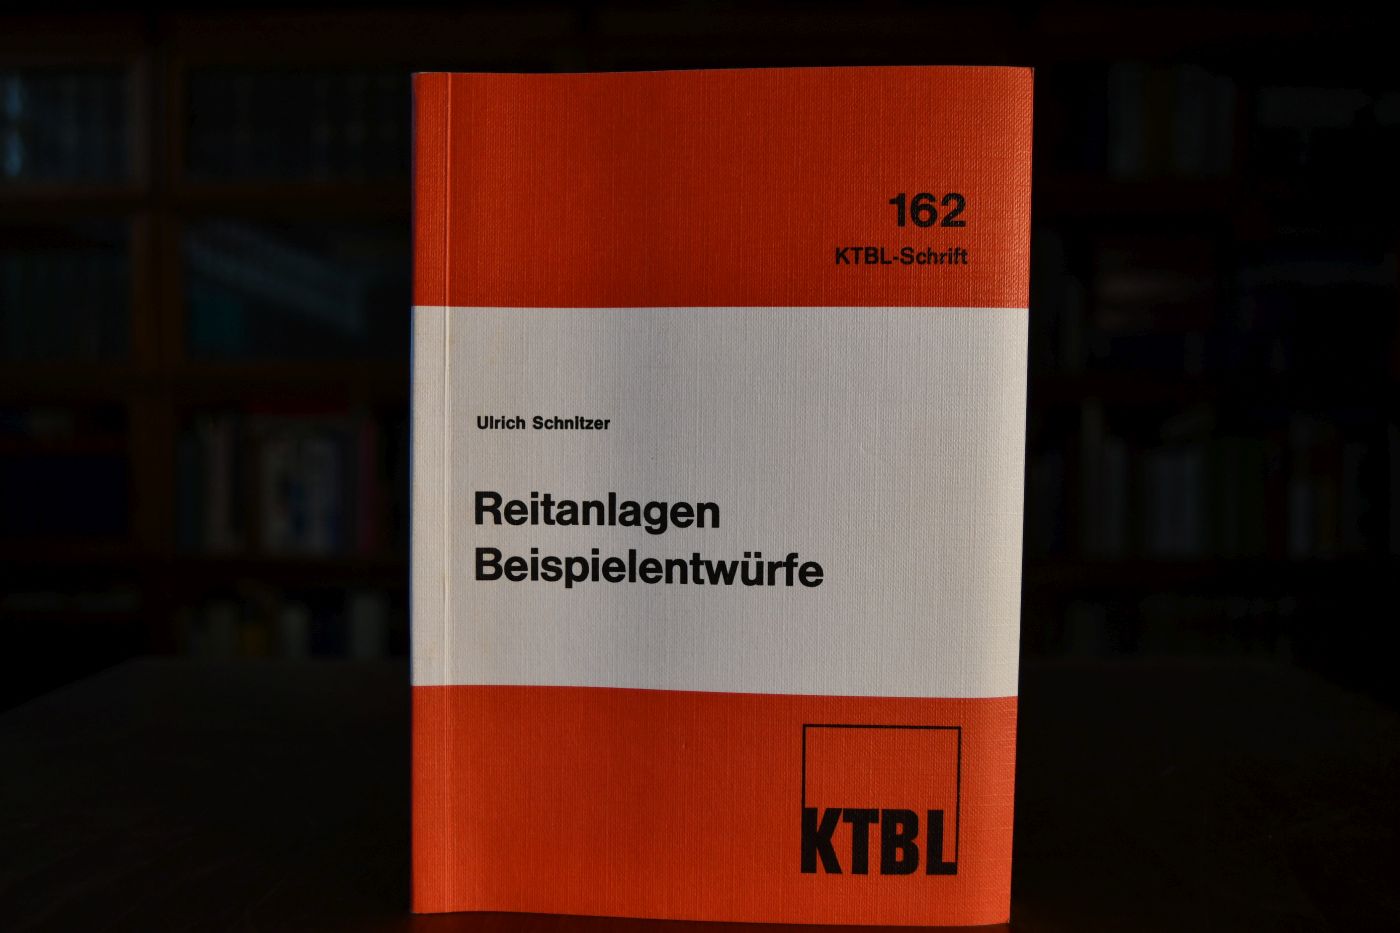 162
KTBL-Schrift
Ulrich Schnitzer
Reitanlagen
Beispielentwürfe
KTBL